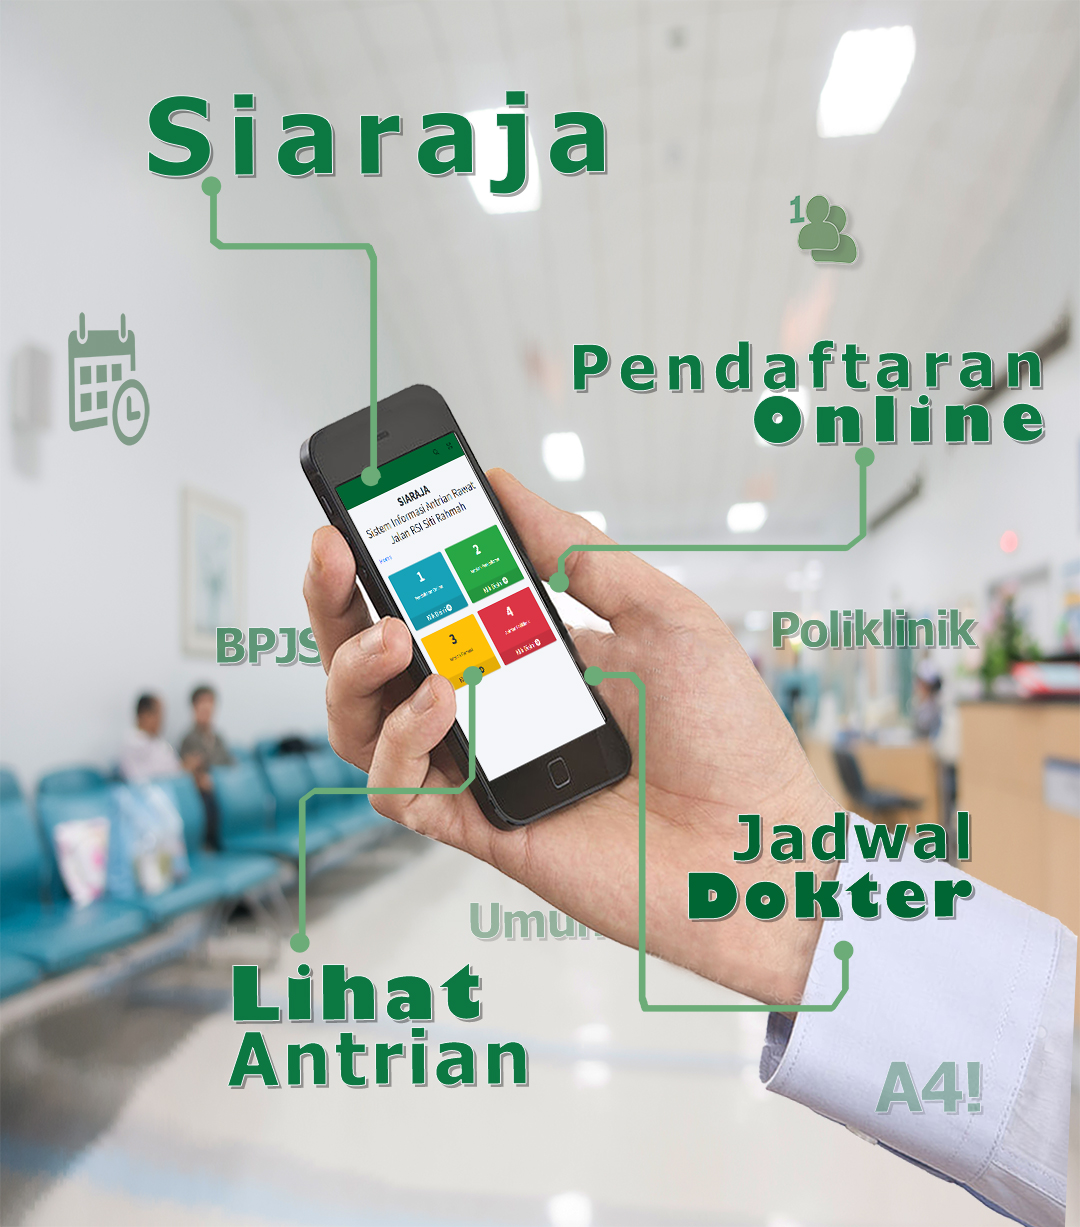 Siaraja
1
Pendaftaran
Online
SIARAJA
Sistem Informasi Antrian Rawat
Jalan RSI Siti Rahmah
1
2
3
4
BPJS
Poliklinik
Jadwal
Dokter
Umum
Lihat
Antrian
A4!